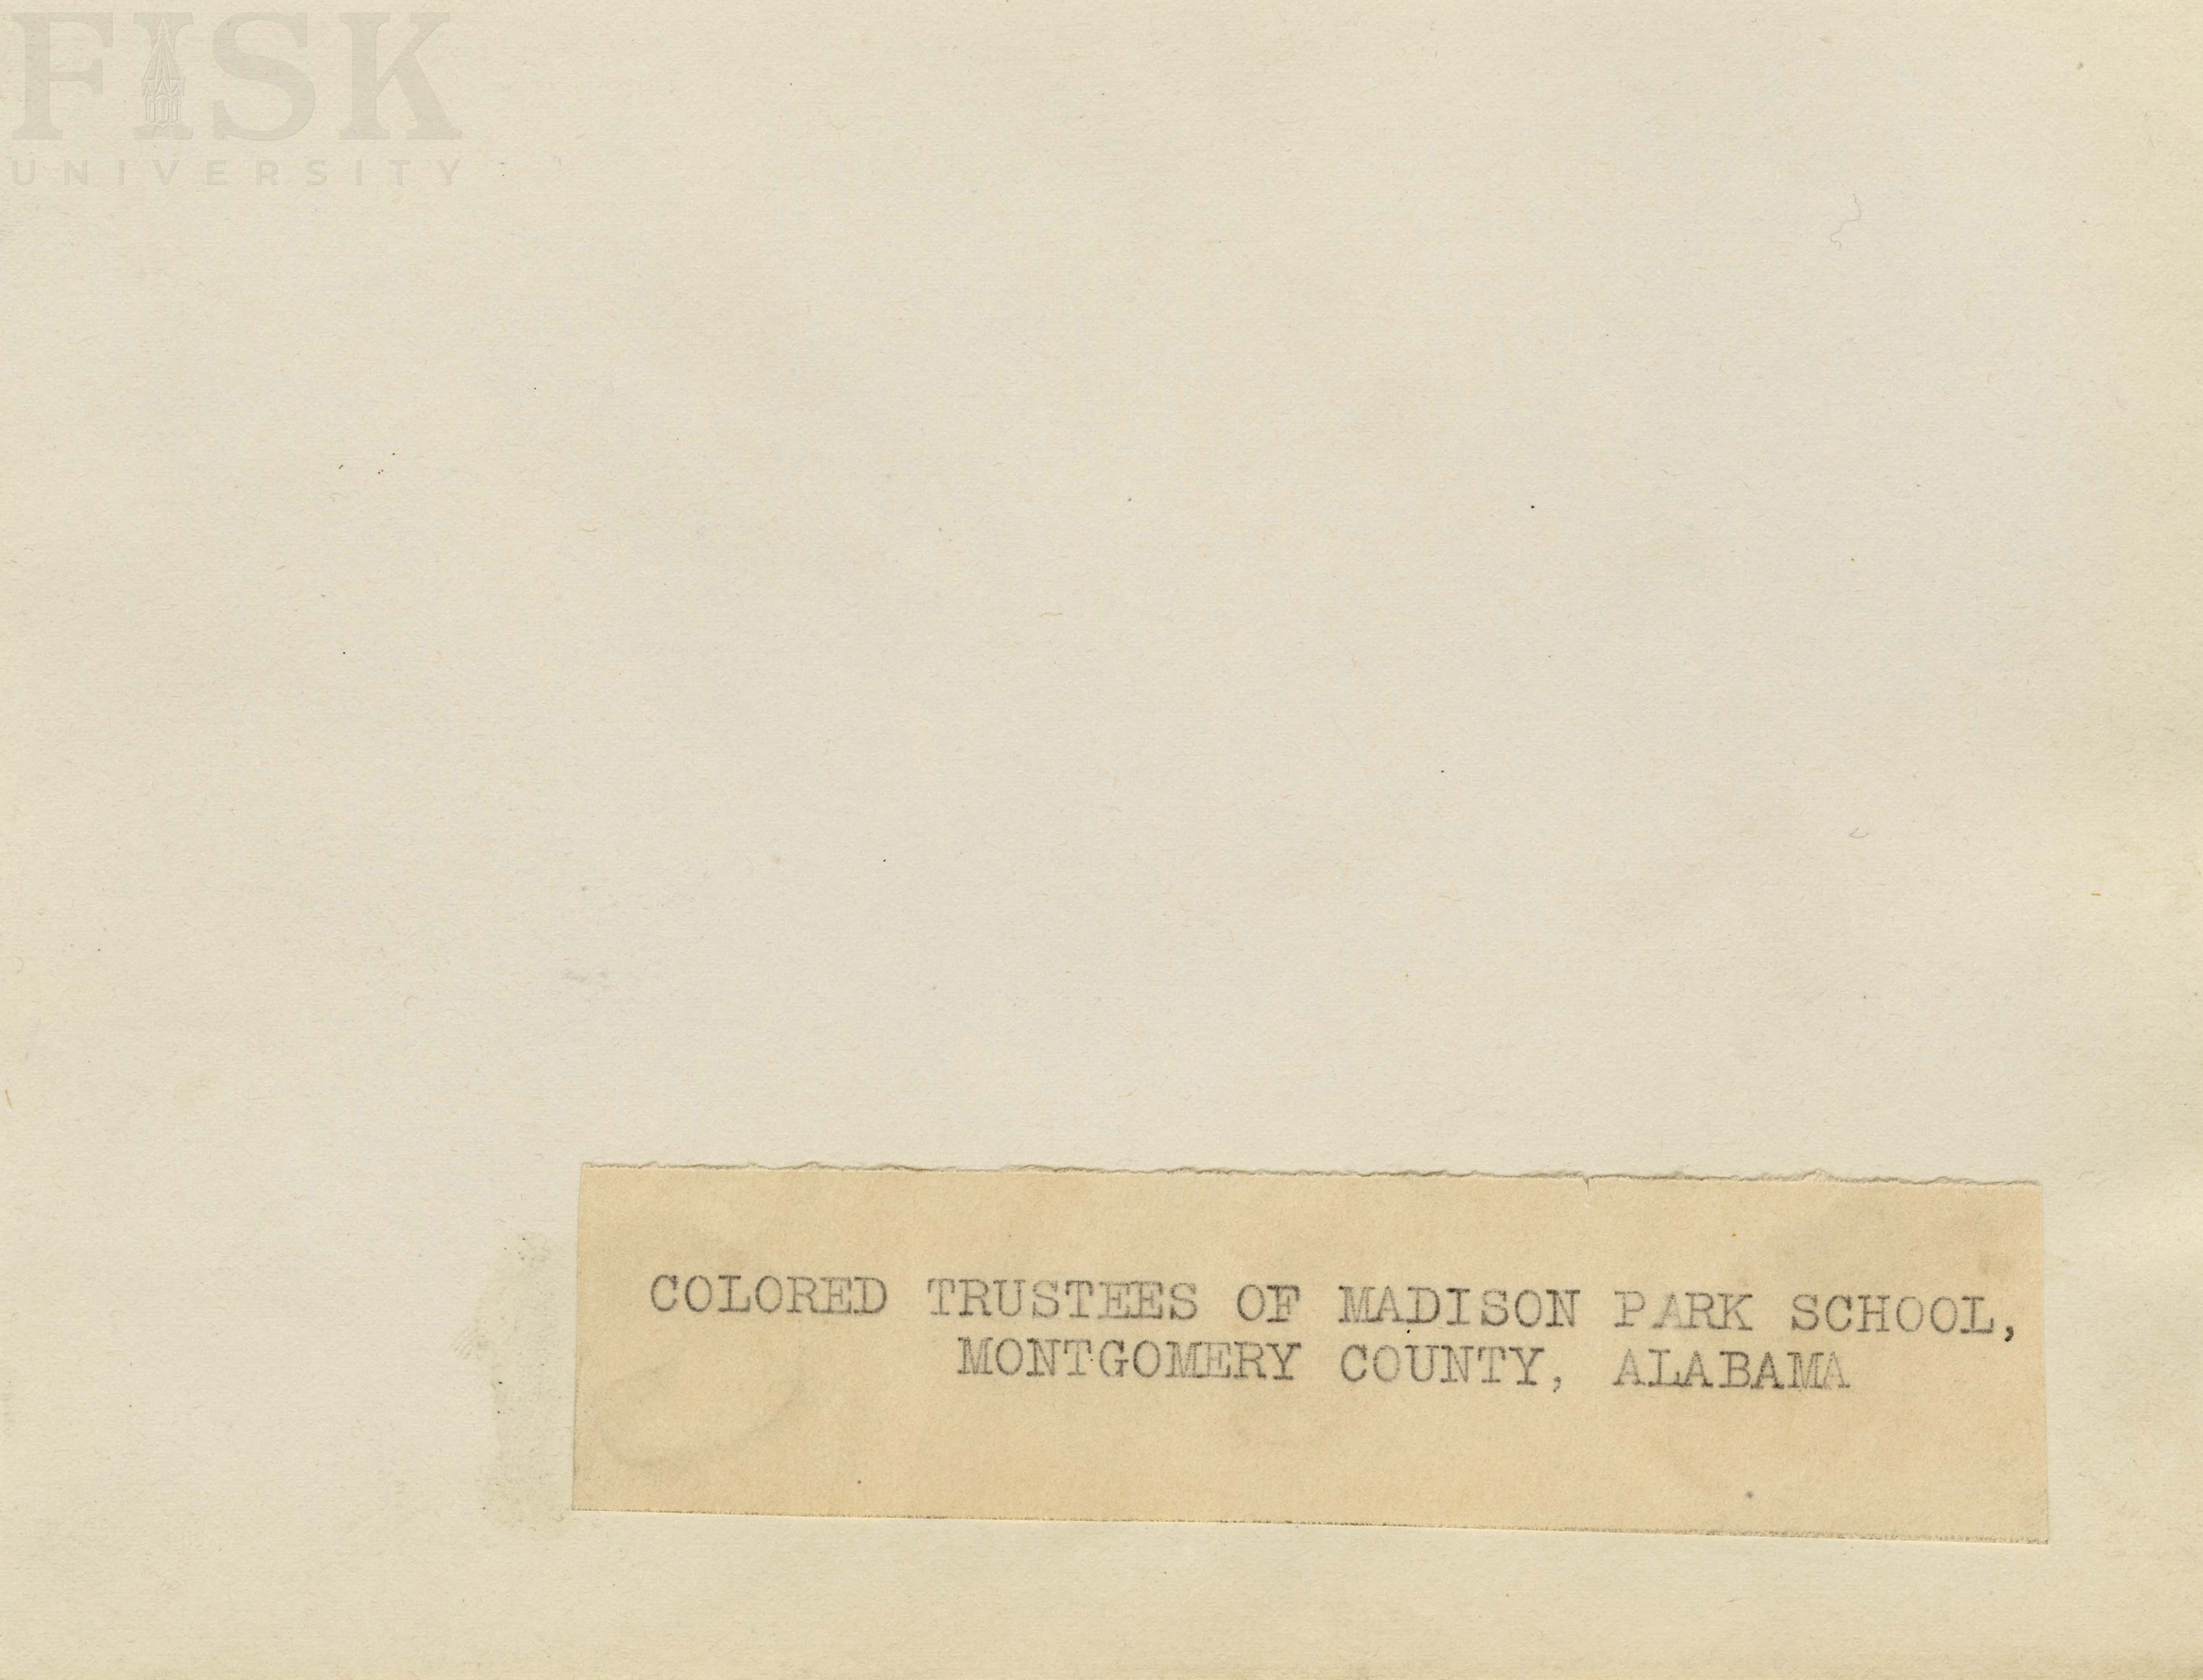 FISK
UNIVERSITY
COLORED TRUSTEES OF MADISON PARK SCHOOL,
MONTGOMERY COUNTY, ALABAMA